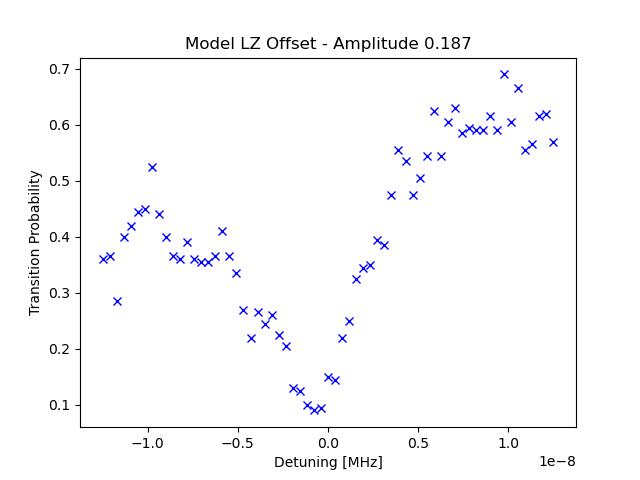 Model LZ Offset - Amplitude 0.187
0.7
0.6
0.5
0.4
0.3
0.2
0.1
Transition Probability
−1.0 −0.5 0.0 0.5 1.0
1e−8
Detuning [MHz]